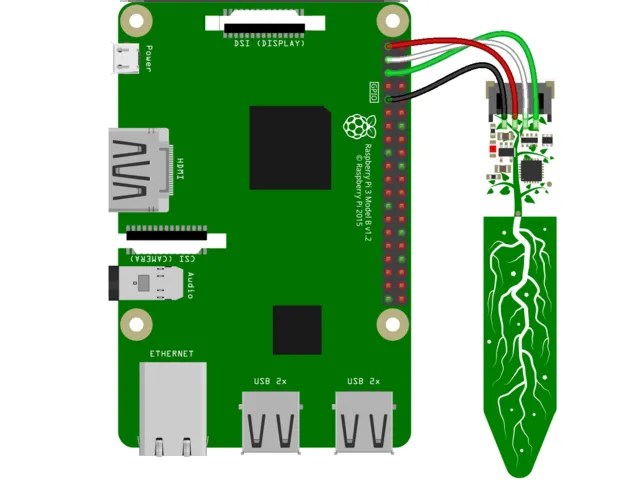 DSI (DISPLAY)
Power
GPIO
HDMI
Raspberry Pi 3 Model B v1.2
© Raspberry Pi 2015
CSI (CAMERA)
Audio
ETHERNET
USB 2x
USB 2x